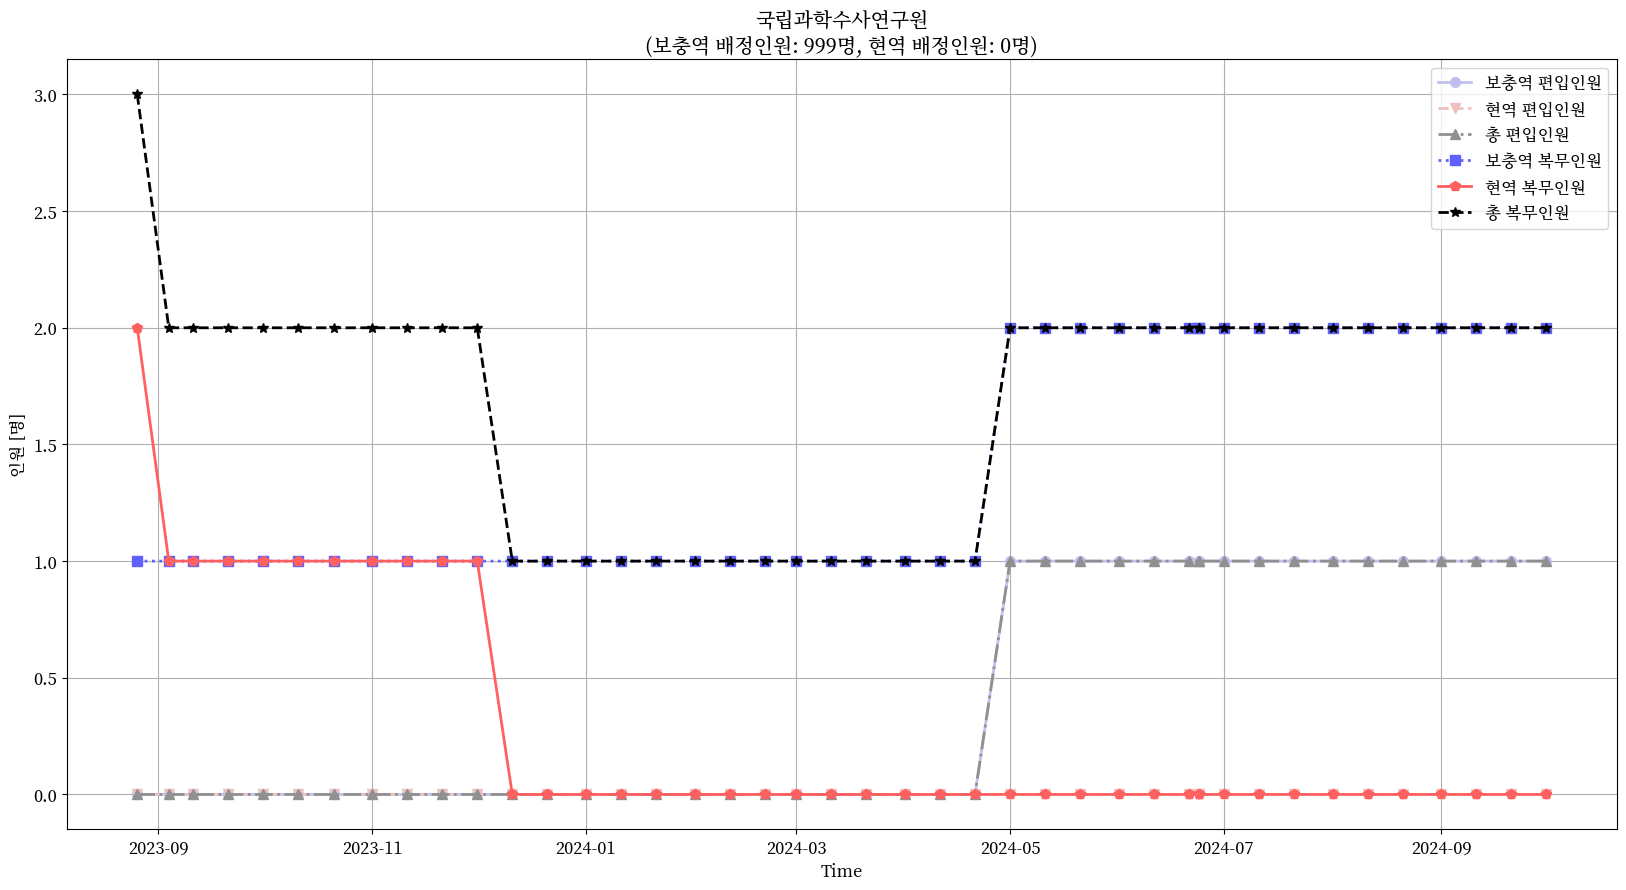 국립과학수사연구원
(보충역 배정인원: 999명, 현역 배정인원: 0명)
보충역 편입인원
현역 편입인원
총 편입인원
보충역 복무인원
현역 복무인원
총 복무인원
인원 [명]
3.0
2.5
2.0
1.5
1.0
0.5
0.0
2023-09 2023-11 2024-01 2024-03 2024-05 2024-07 2024-09
Time